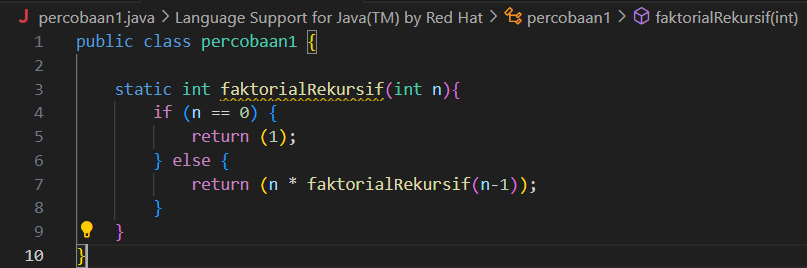 percobaan1.java > Language Support for Java(TM) by Red Hat > percobaan1 > faktorialRekursif(int)
1 public class percobaan1 {
2
3     static int faktorialRekursif(int n){
4         if (n == 0) {
5             return (1);
6         } else {
7             return (n * faktorialRekursif(n-1));
8         }
9     }
10 }